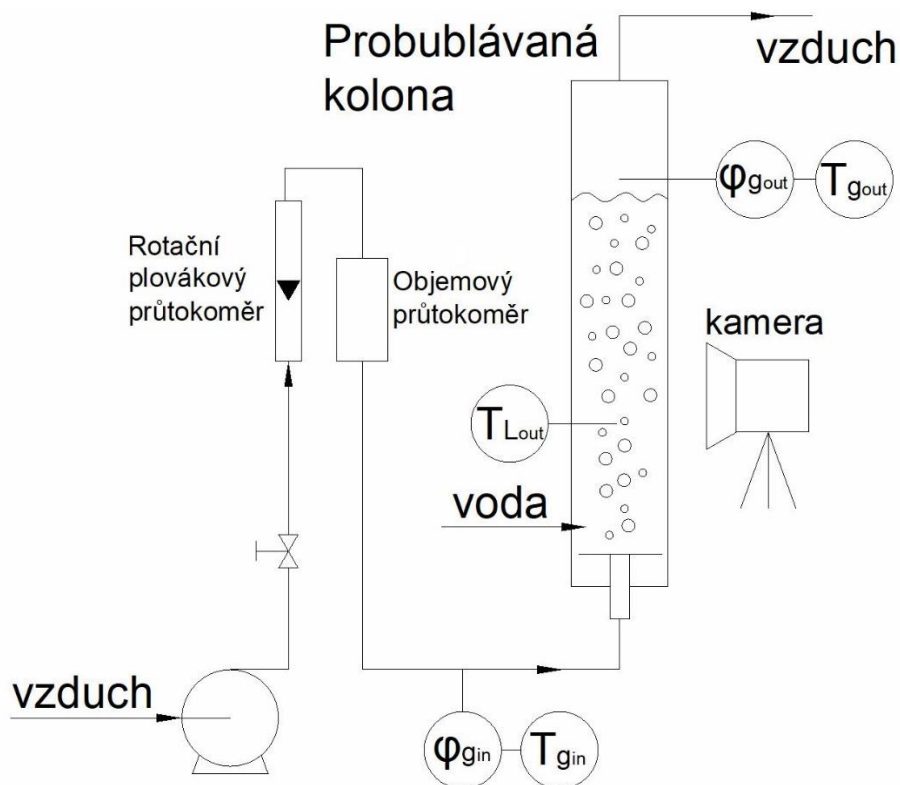 Probublávaná
kolona
vzduch
φgout
Tgout
Rotační
plovákový
průtokoměr
Objemový
průtokoměr
kamera
TLout
voda
vzduch
φgin
Tgin